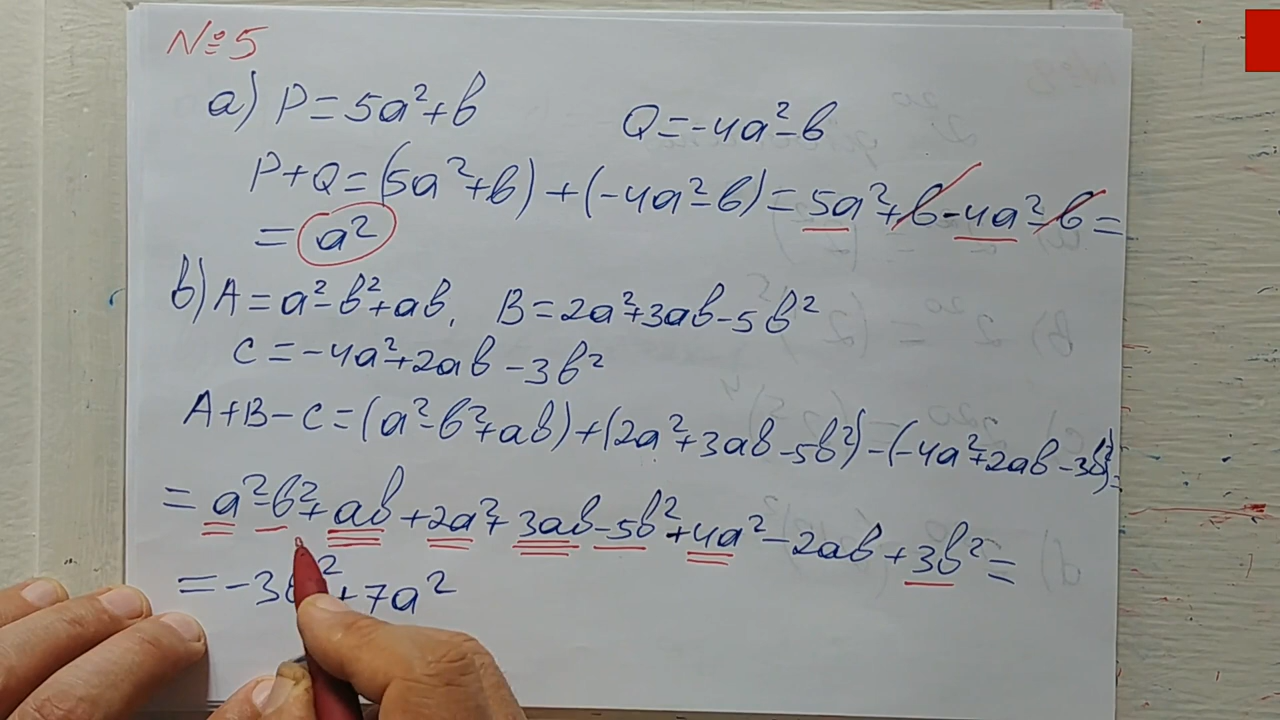 №5
a) P=5a²+b Q=-4a²-b
P+Q=(5a²+b)+(-4a²-b)=5a²+b-4a²-b=
=a²
b) A=a²-b²+ab, B=2a²+3ab-5b²
C=-4a²+2ab-3b²
A+B-C=(a²-b²+ab)+(2a²+3ab-5b²)-(-4a²+2ab-3b²)=
=a²-b²+ab+2a²+3ab-5b²+4a²-2ab+3b²=
=-3b²+7a²